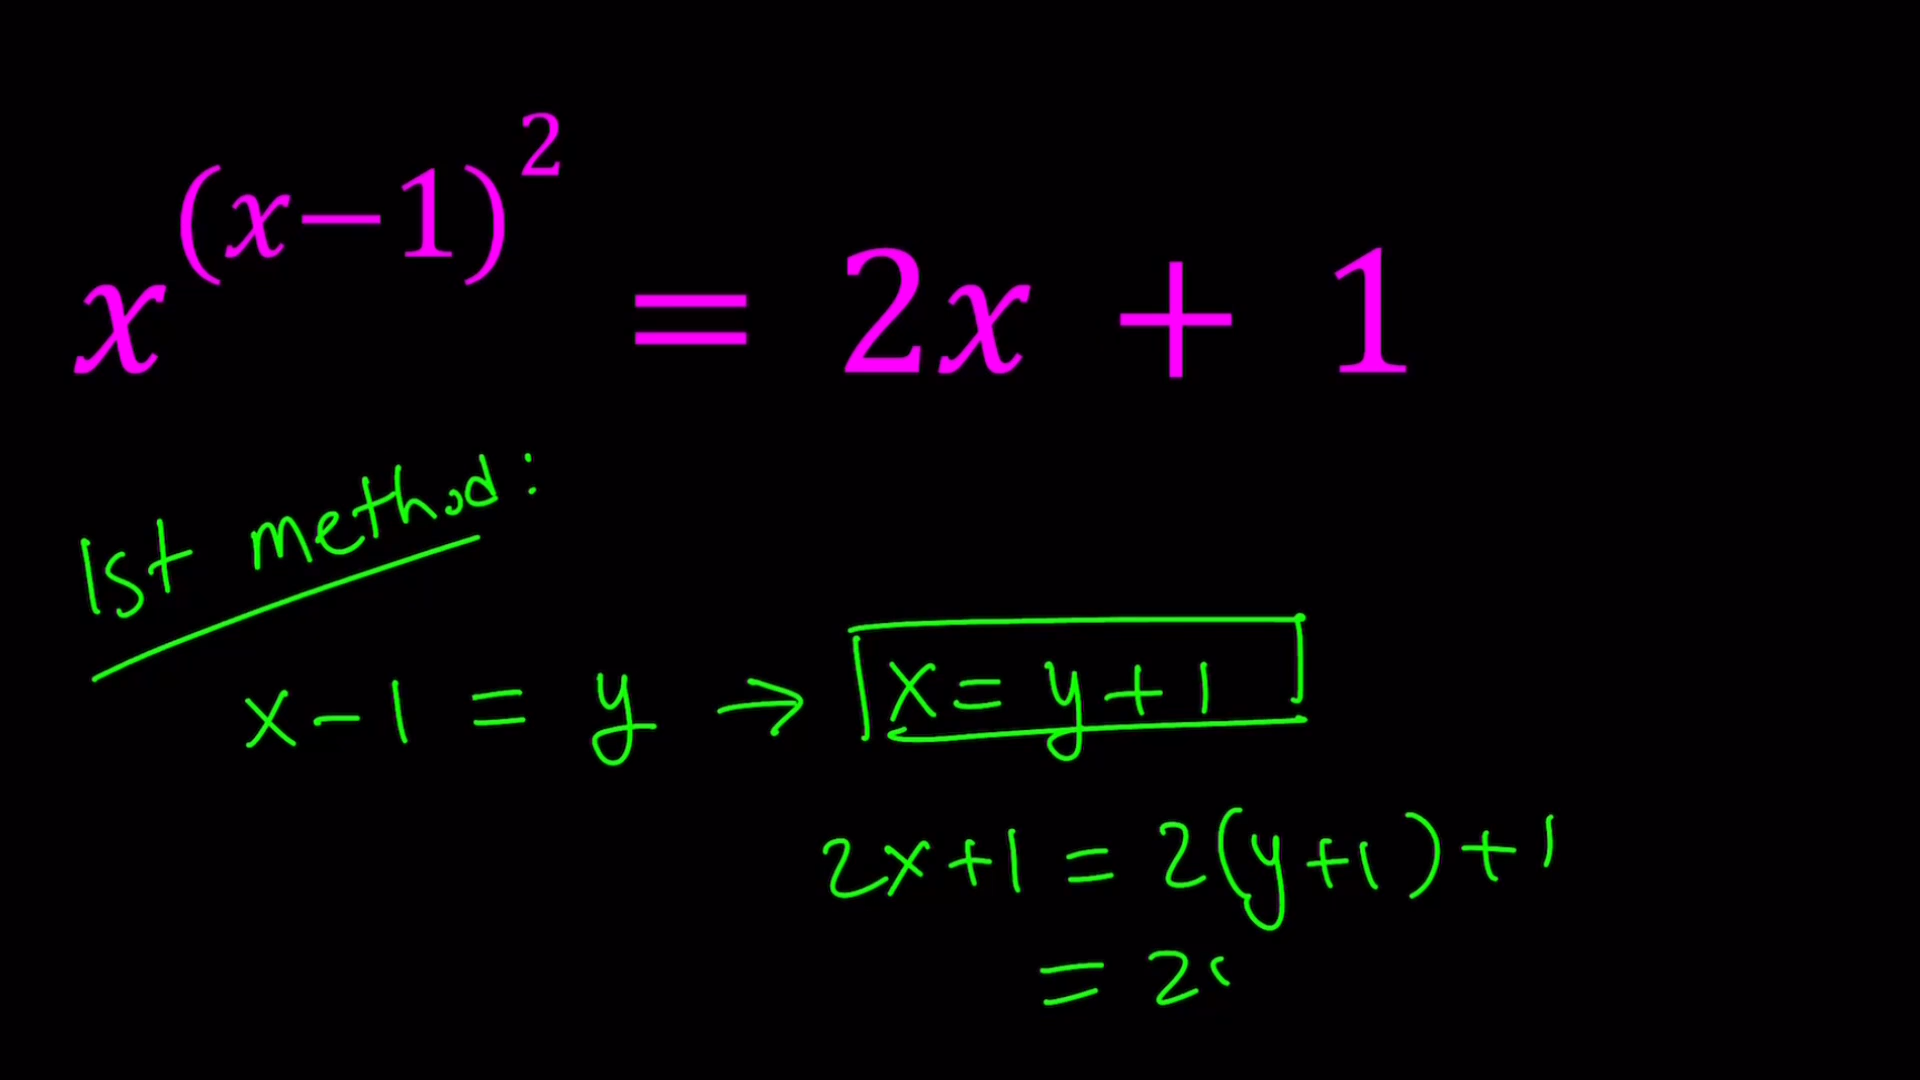 x^{(x-1)^2} = 2x + 1
1st method:
x-1 = y → x = y+1
2x+1 = 2(y+1)+1
= 2